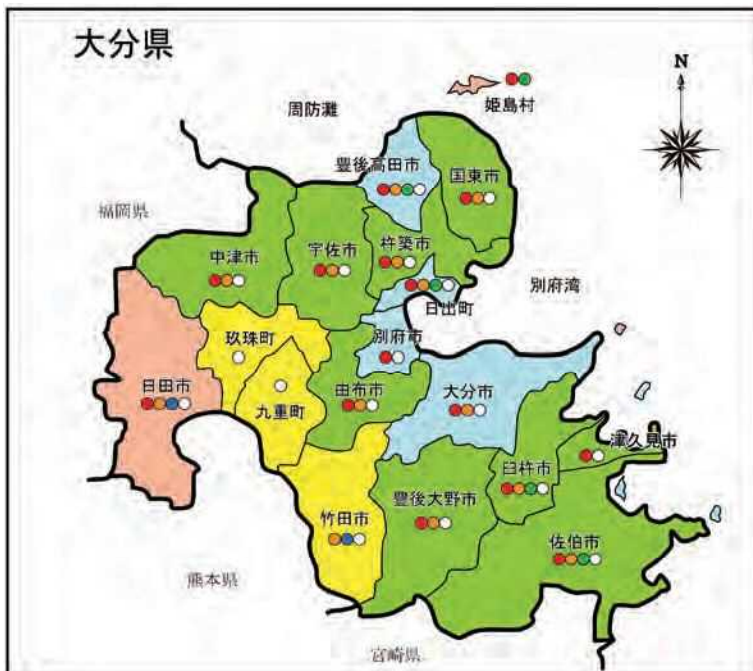 大分県
N
姫島村
周防灘
豊後高田市
国東市
福岡県
中津市
宇佐市
杵築市
別府湾
日出町
玖珠町
別府市
日田市
九重町
由布市
大分市
津久見市
臼杵市
竹田市
豊後大野市
佐伯市
熊本県
宮崎県